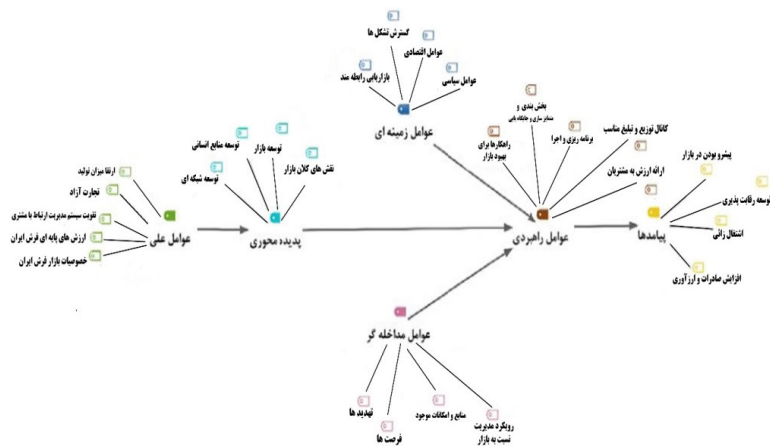 گسترش تشکل ها
عوامل اقتصادی
بازاریابی رابطه مند
عوامل سیاسی
عوامل زمینه ای
بخش بندی و
متمایز سازی و جایگاه یابی
کانال توزیع و تبلیغ مناسب
برنامه ریزی و اجرا
راهکارها برای
بهبود بازار
ارائه ارزش به مشتریان
عوامل راهبردی
پیشرو بودن در بازار
توسعه رقابت پذیری
اشتغال زائی
افزایش صادرات و ارزآوری
پیامدها
توسعه منابع انسانی
توسعه بازار
نقش های کلان بازار
توسعه شبکه ای
پدیده محوری
ارتقا میزان تولید
تجارت آزاد
تقویت سیستم مدیریت ارتباط با مشتری
ارزش های پایه ای فرش ایران
خصوصیات بازار فرش ایران
عوامل علی
عوامل مداخله گر
تهدید ها
فرصت ها
منابع و امکانات موجود
رویکرد مدیریت
نسبت به بازار